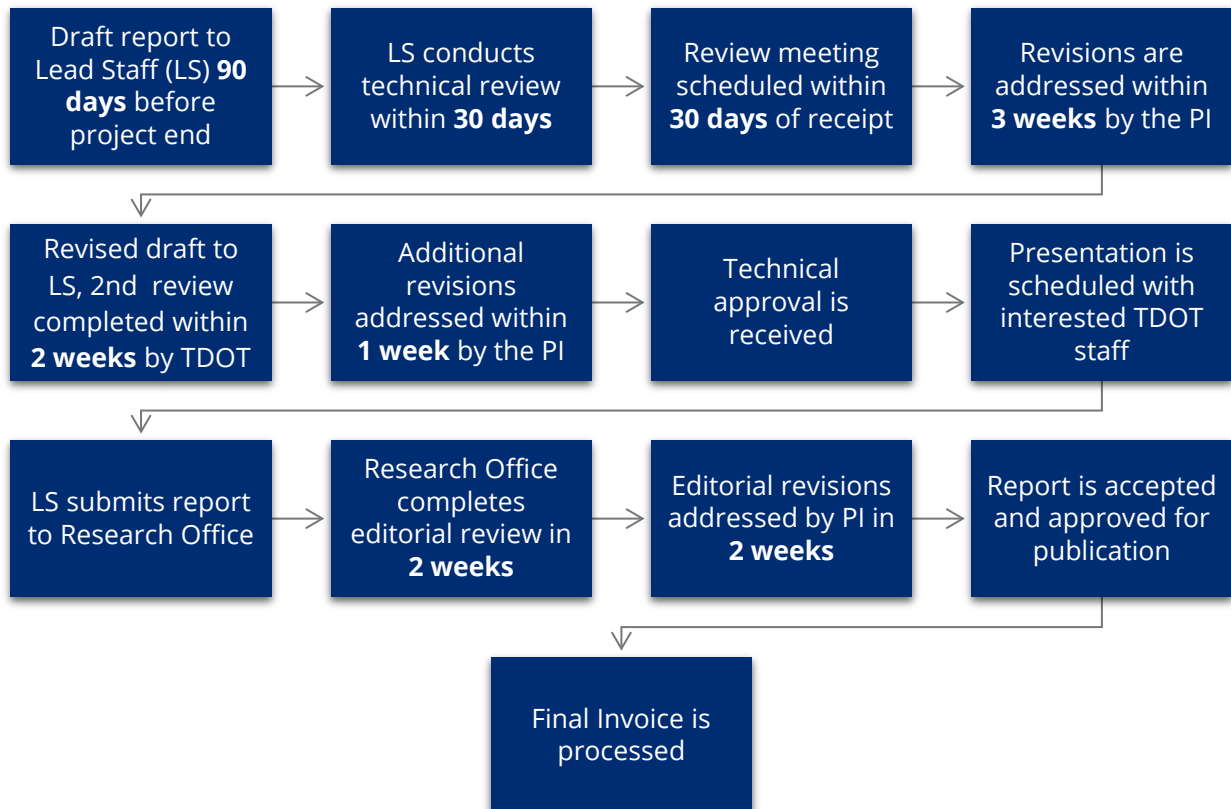 Draft report to
Lead Staff (LS) 90
days before
project end
LS conducts
technical review
within 30 days
Review meeting
scheduled within
30 days of receipt
Revisions are
addressed within
3 weeks by the PI
Revised draft to
LS, 2nd  review
completed within
2 weeks by TDOT
Additional
revisions
addressed within
1 week by the PI
Technical
approval is
received
Presentation is
scheduled with
interested TDOT
staff
LS submits report
to Research Office
Research Office
completes
editorial review in
2 weeks
Editorial revisions
addressed by PI in
2 weeks
Report is accepted
and approved for
publication
Final Invoice is
processed